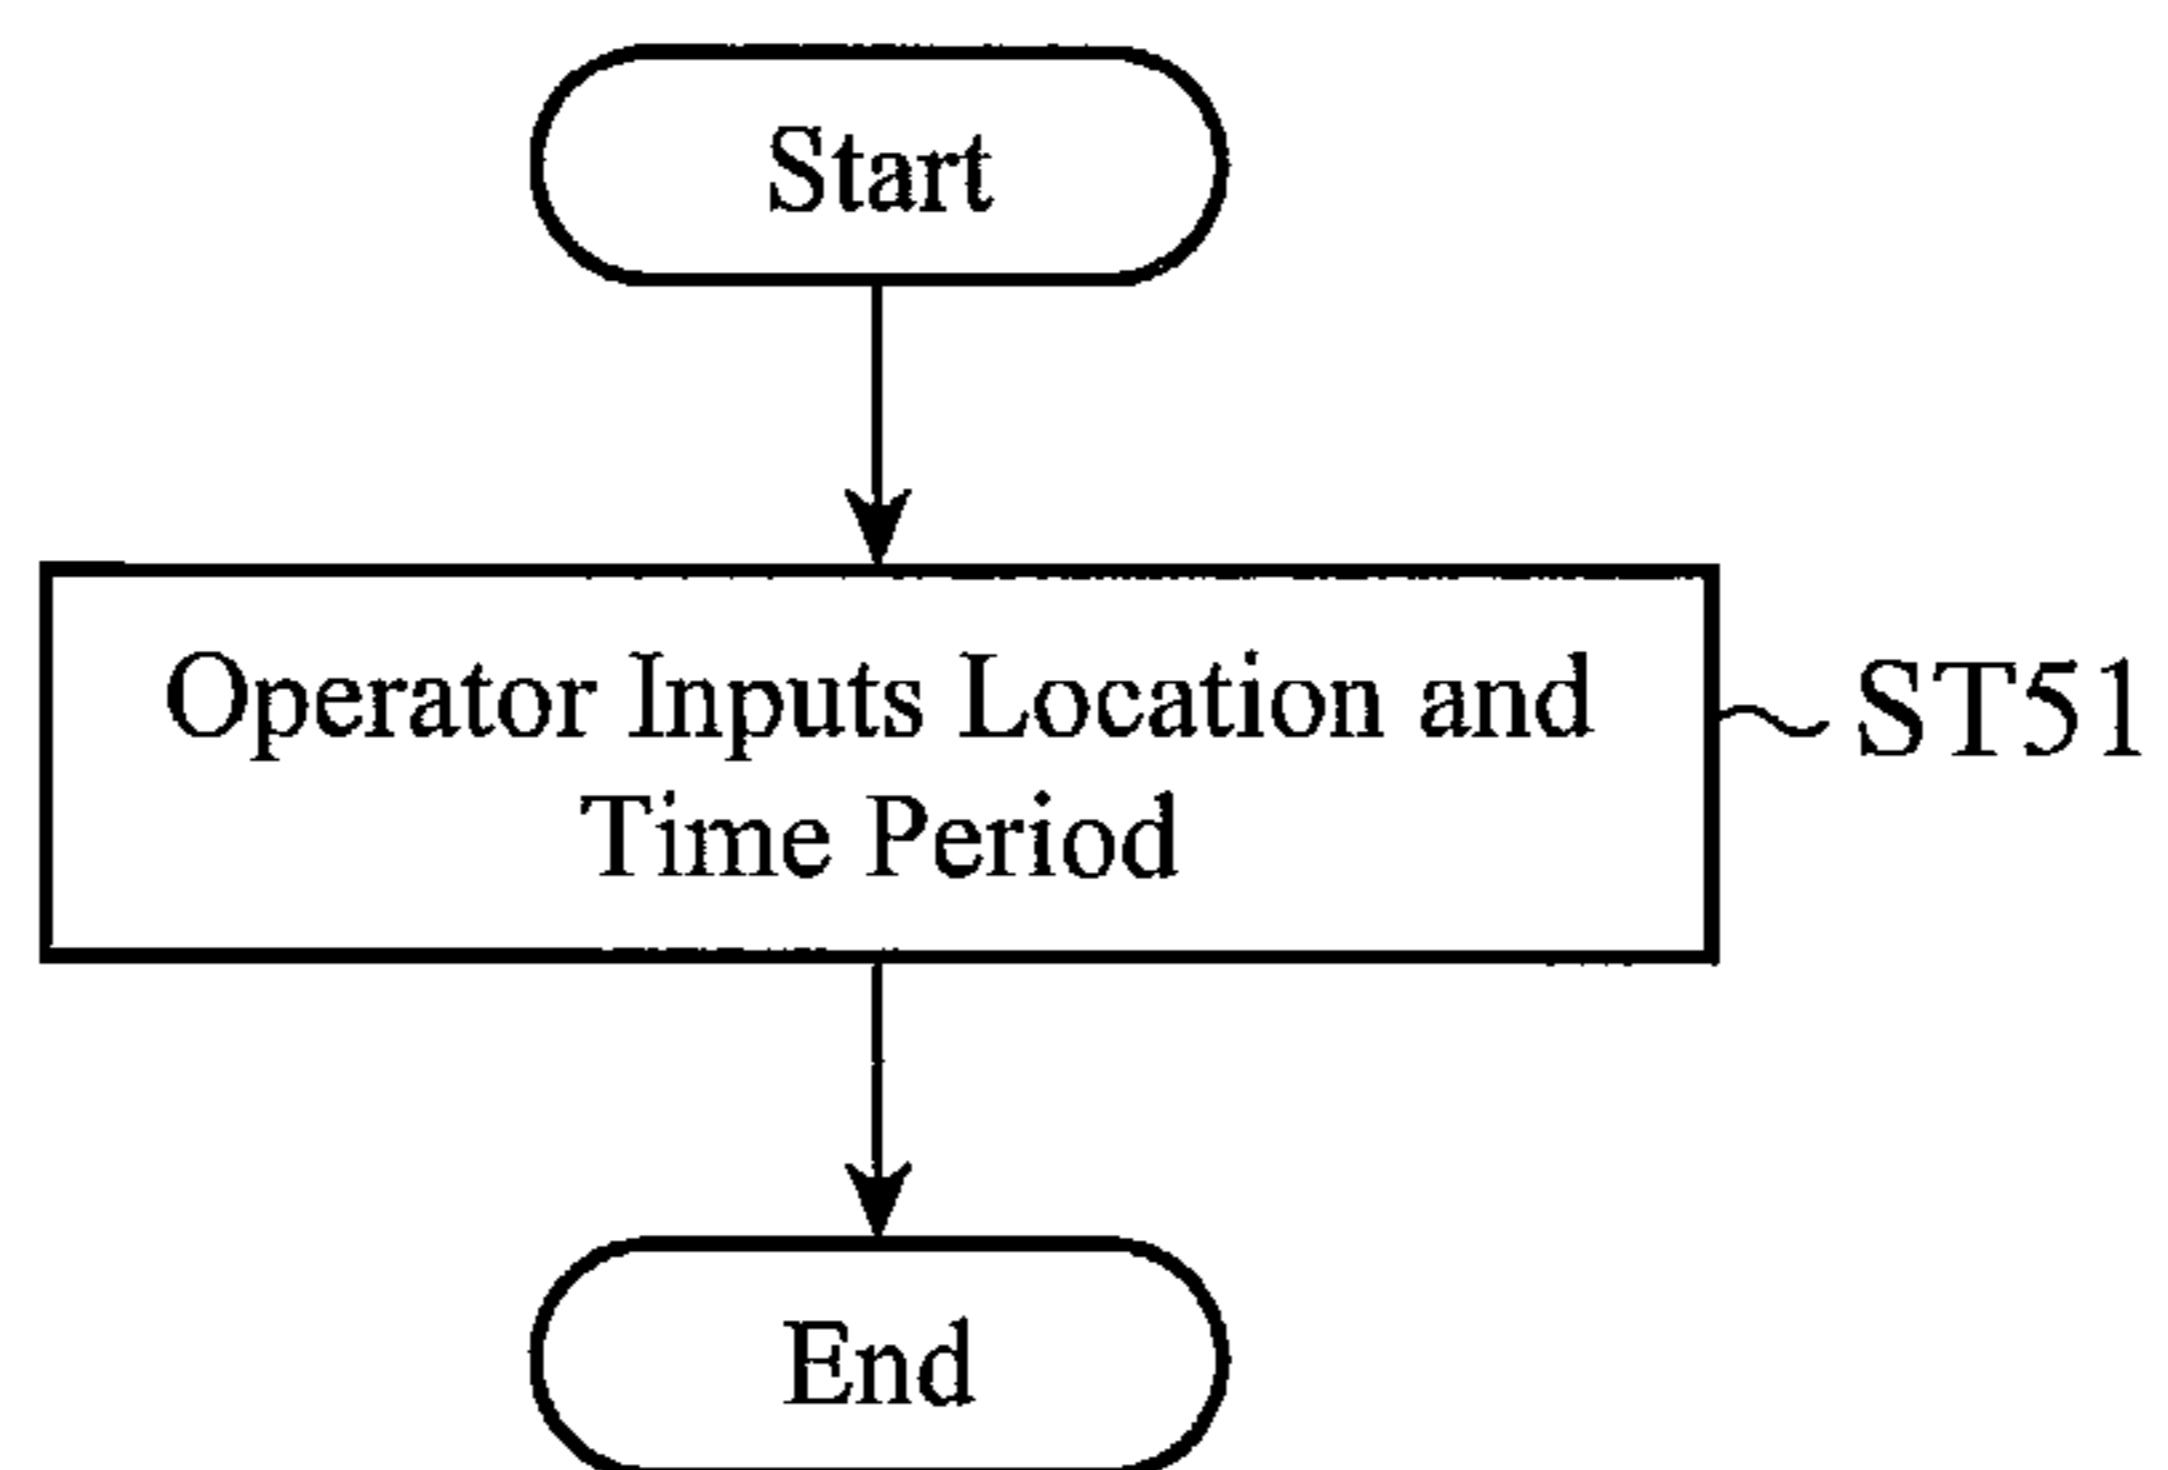 Start
Operator Inputs Location and
Time Period
ST51
End